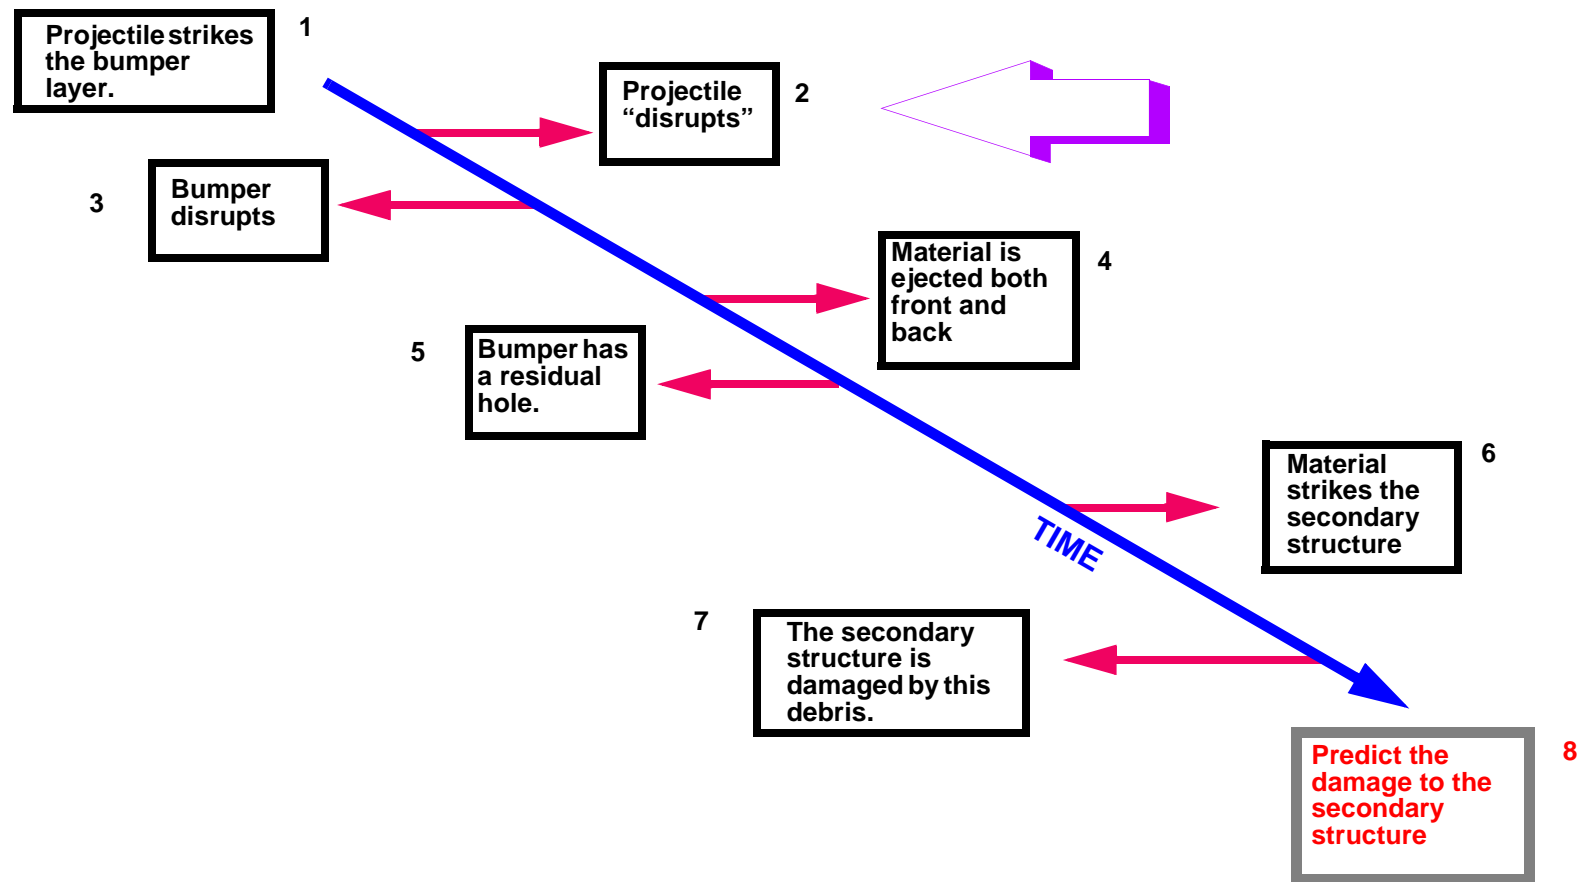 1
Projectile strikes
the bumper
layer.
2
Projectile
“disrupts”
3
Bumper
disrupts
4
Material is
ejected both
front and
back
5
Bumper has
a residual
hole.
6
Material
strikes the
secondary
structure
TIME
7
The secondary
structure is
damaged by this
debris.
8
Predict the
damage to the
secondary
structure